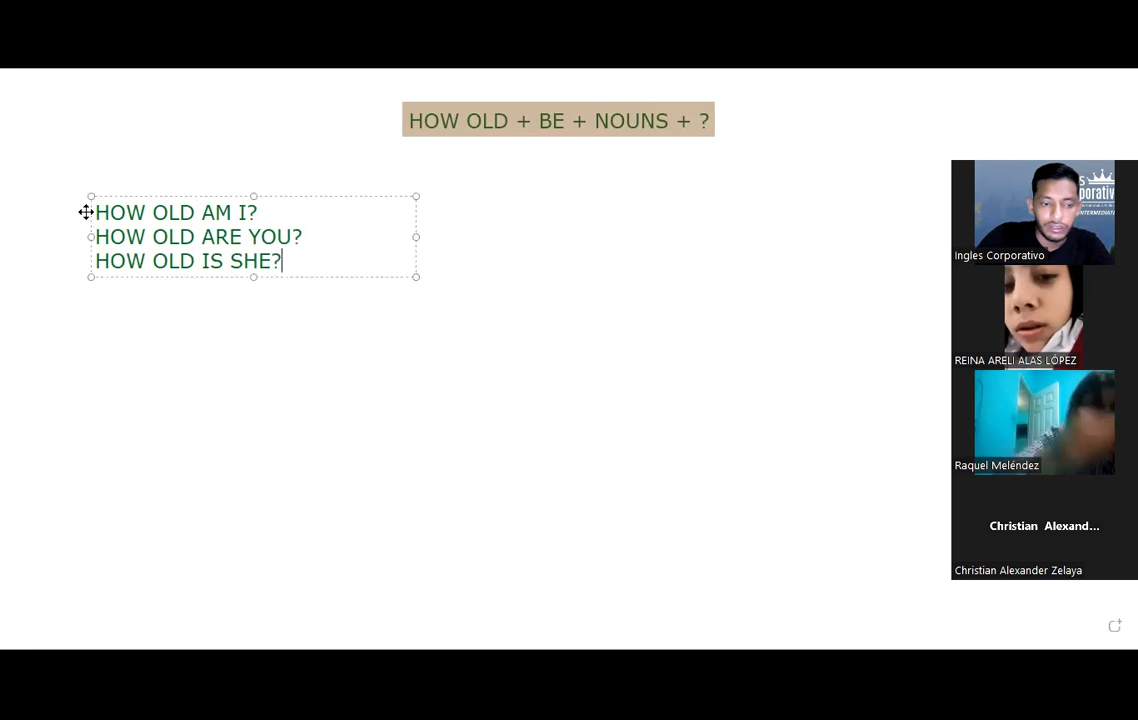 HOW OLD + BE + NOUNS + ?
HOW OLD AM I?
HOW OLD ARE YOU?
HOW OLD IS SHE?
Ingles Corporativo
REINA ARELI ALAS LÓPEZ
Raquel Meléndez
Christian Alexand...
Christian Alexander Zelaya